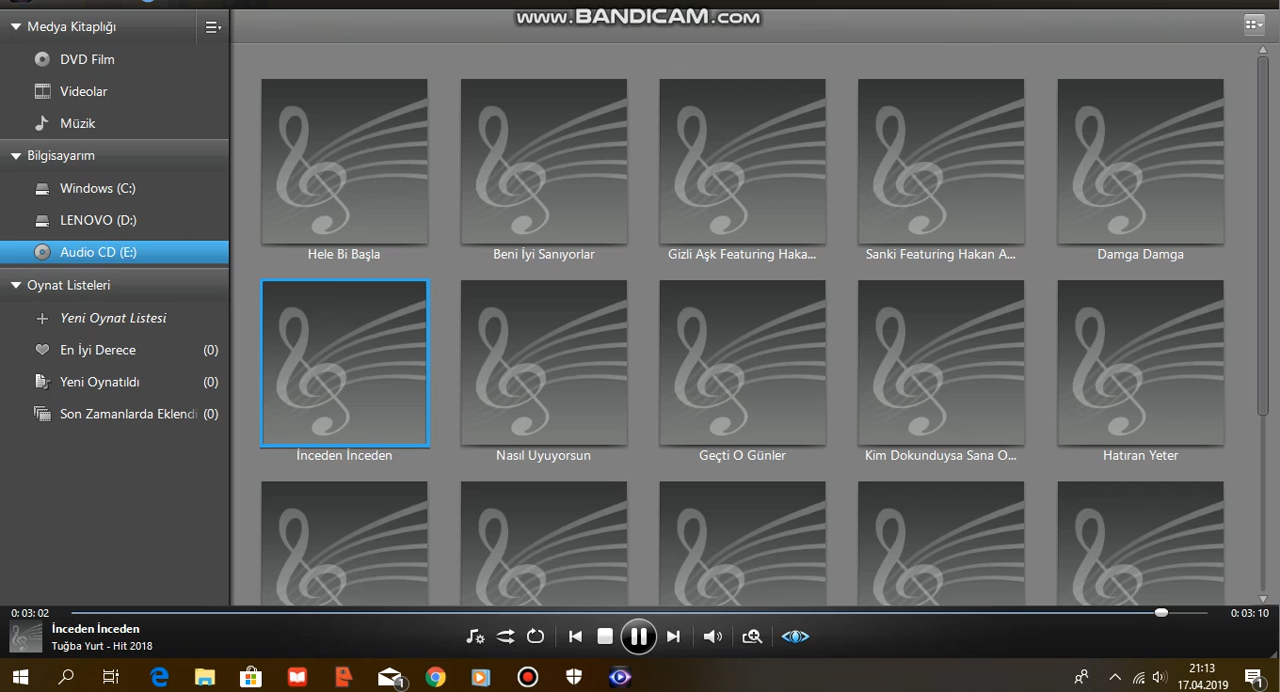 www.BANDICAM.com
Medya Kitaplığı
DVD Film
Videolar
Müzik
Bilgisayarım
Windows (C:)
LENOVO (D:)
Audio CD (E:)
Oynat Listeleri
Yeni Oynat Listesi
En İyi Derece (0)
Yeni Oynatıldı (0)
Son Zamanlarda Eklendi (0)
Hele Bi Başla
Beni İyi Sanıyorlar
Gizli Aşk Featuring Haka...
Sanki Featuring Hakan A...
Damga Damga
İnceden İnceden
Nasıl Uyuyorsun
Geçti O Günler
Kim Dokunduysa Sana O...
Hatıran Yeter
0: 03: 02
0: 03: 10
İnceden İnceden
Tuğba Yurt - Hit 2018
1
21:13
17.04.2019
1